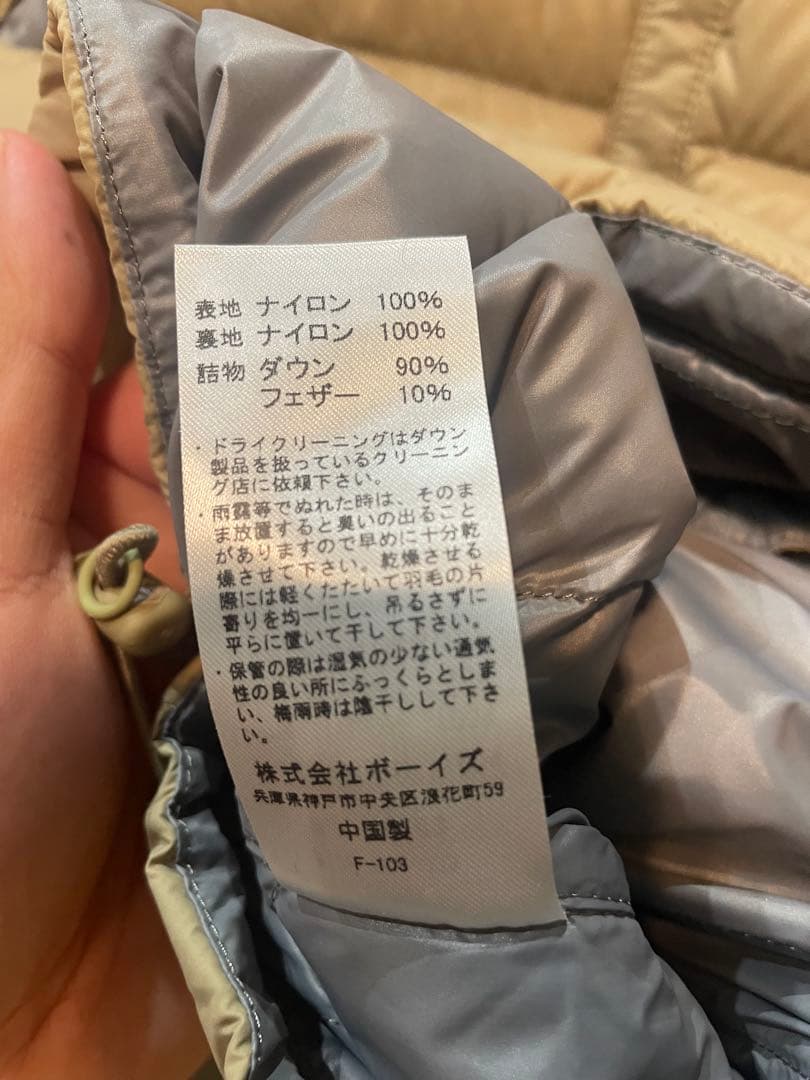 表地 ナイロン 100%
裏地 ナイロン 100%
詰物 ダウン 90%
フェザー 10%
・ドライクリーニングはダウン
製品を扱っているクリーニン
グ店に依頼下さい。
・雨露等でぬれた時は、そのま
ま放置すると臭いの出ること
がありますので早めに十分乾
燥させて下さい。乾燥させる
際には軽くたたいて羽毛の片
寄りを均一にし、吊るさずに
平らに置いて干して下さい。
・保管の際は湿気の少ない通気
性の良い所にふっくらとしま
い、梅雨時は陰干しして下さ
い。
株式会社ボーイズ
兵庫県神戸市中央区浪花町59
中国製
F-103